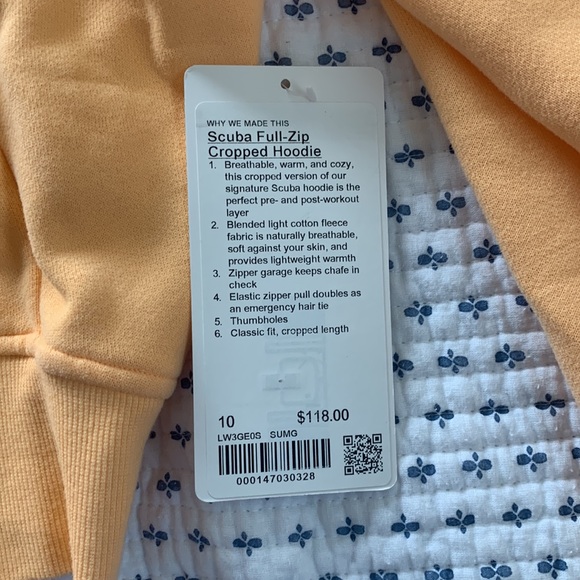 WHY WE MADE THIS
Scuba Full-Zip
Cropped Hoodie
1. Breathable, warm, and cozy,
this cropped version of our
signature Scuba hoodie is the
perfect pre- and post-workout
layer
2. Blended light cotton fleece
fabric is naturally breathable,
soft against your skin, and
provides lightweight warmth
3. Zipper garage keeps chafe in
check
4. Elastic zipper pull doubles as
an emergency hair tie
5. Thumbholes
6. Classic fit, cropped length
10 $118.00
LW3GE0S SUMG
000147030328